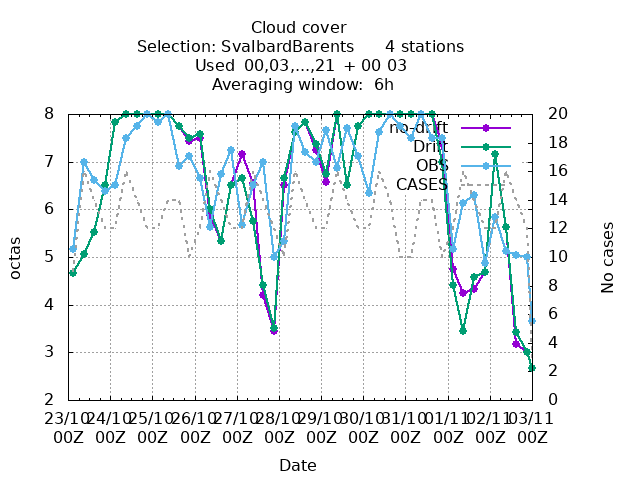 Cloud cover
Selection: SvalbardBarents 4 stations
Used 00,03,...,21 + 00 03
Averaging window: 6h
8
7
6
5
4
3
2
octas
20
18
16
14
12
10
8
6
4
2
0
No cases
no-drift
Drift
OBS
CASES
23/10 24/10 25/10 26/10 27/10 28/10 29/10 30/10 31/10 01/11 02/11 03/11
00Z 00Z 00Z 00Z 00Z 00Z 00Z 00Z 00Z 00Z 00Z 00Z
Date